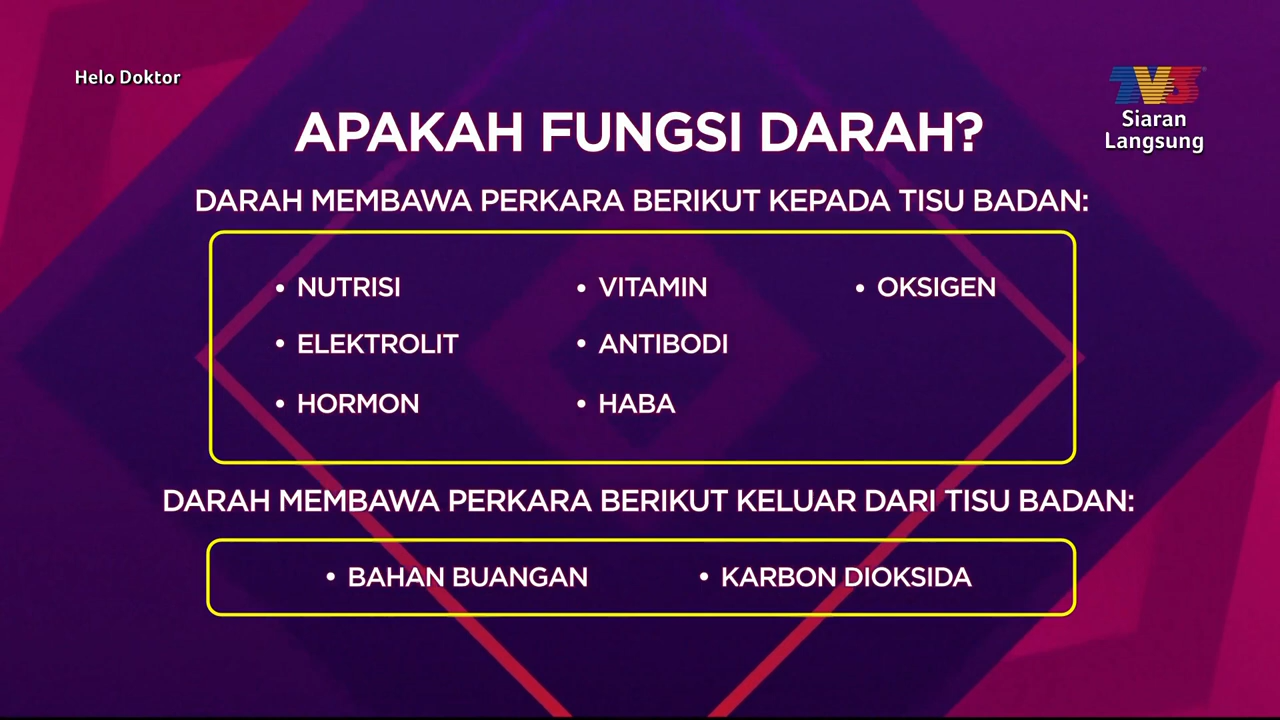 Helo Doktor
TV3
Siaran
Langsung
APAKAH FUNGSI DARAH?
DARAH MEMBAWA PERKARA BERIKUT KEPADA TISU BADAN:
• NUTRISI • VITAMIN • OKSIGEN
• ELEKTROLIT • ANTIBODI
• HORMON • HABA
DARAH MEMBAWA PERKARA BERIKUT KELUAR DARI TISU BADAN:
• BAHAN BUANGAN • KARBON DIOKSIDA